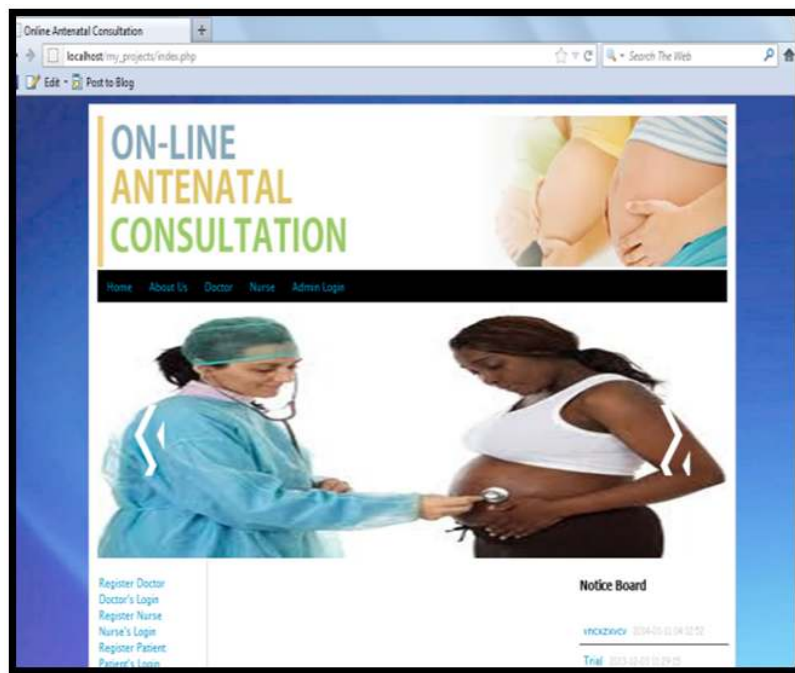 Online Antenatal Consultation
localhost/my_projects/index.php
Search The Web
Edit
Post to Blog
ON-LINE
ANTENATAL
CONSULTATION
Home About Us Doctor Nurse Admin Login
Register Doctor
Doctor's Login
Register Nurse
Nurse's Login
Register Patient
Patient's Login
Notice Board
Trial